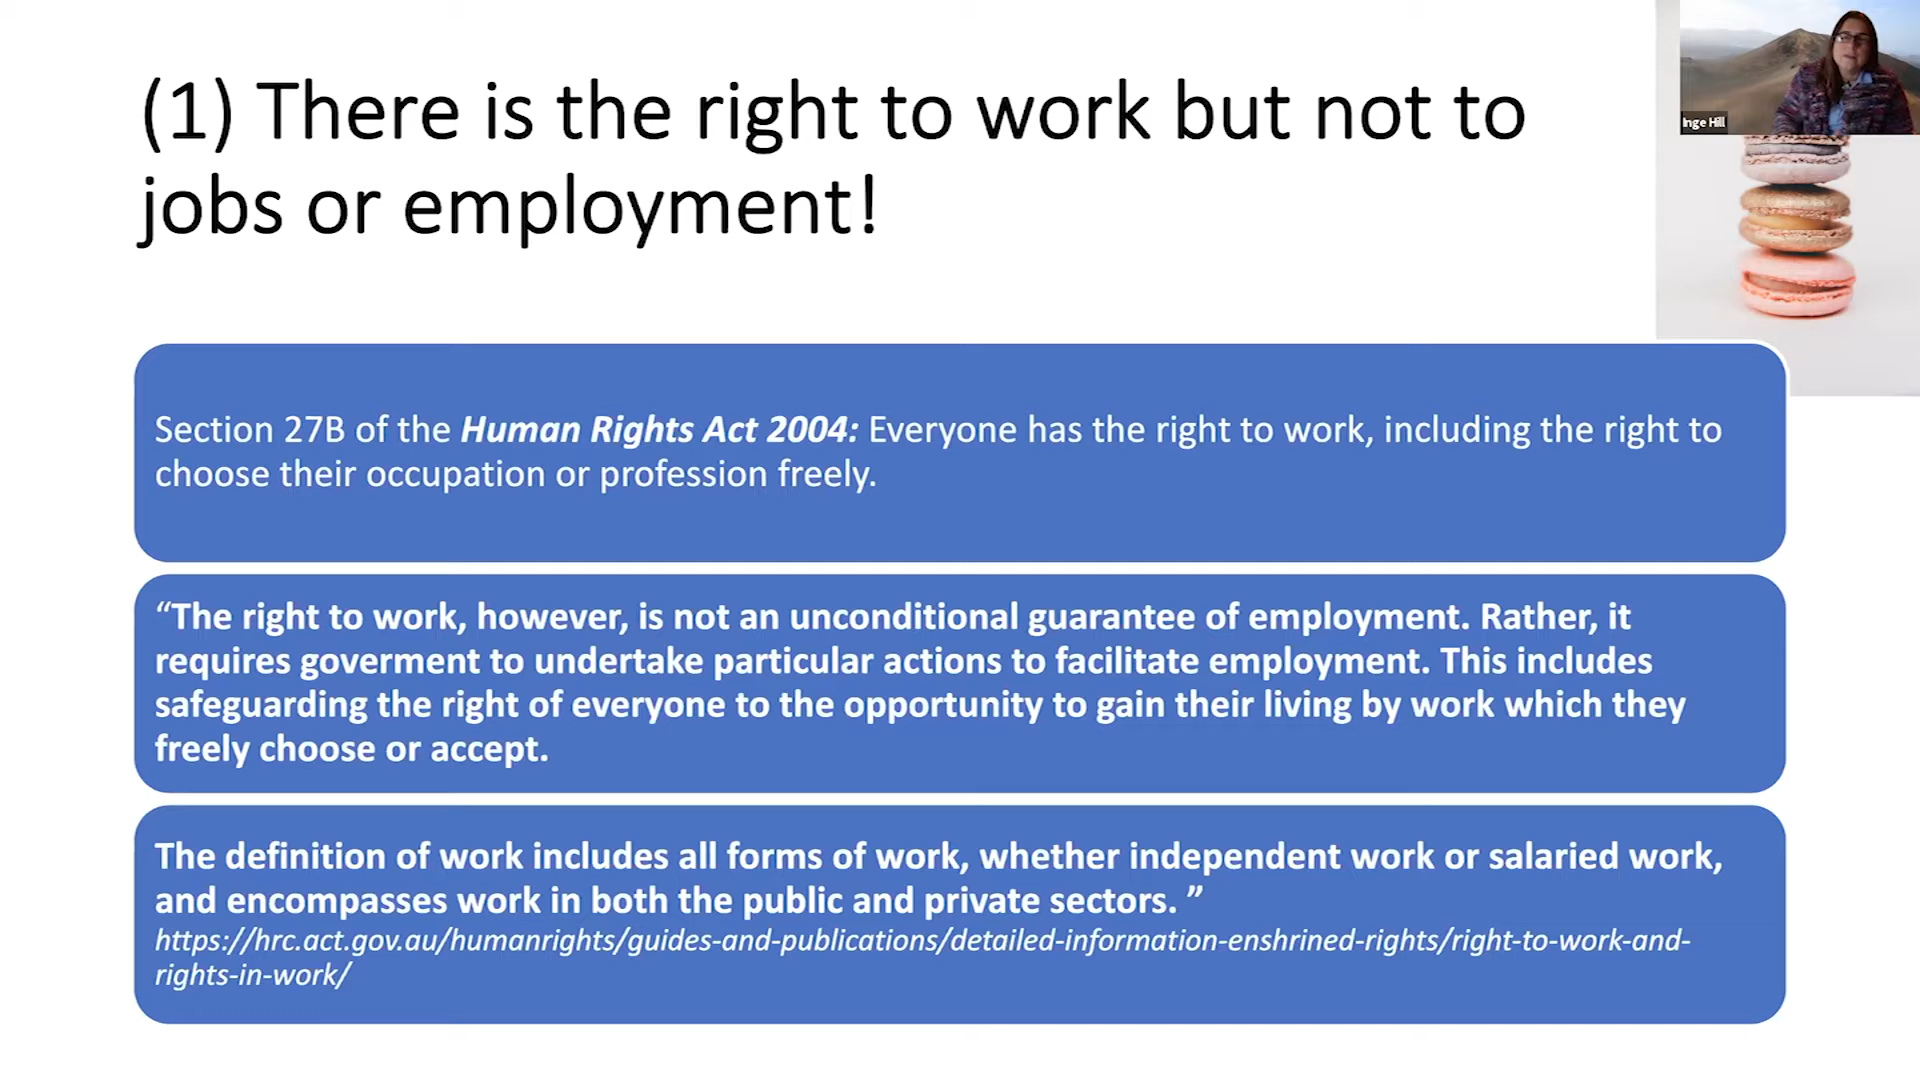 (1) There is the right to work but not to
jobs or employment!
Inge Hill
Section 27B of the Human Rights Act 2004: Everyone has the right to work, including the right to
choose their occupation or profession freely.
“The right to work, however, is not an unconditional guarantee of employment. Rather, it
requires goverment to undertake particular actions to facilitate employment. This includes
safeguarding the right of everyone to the opportunity to gain their living by work which they
freely choose or accept.
The definition of work includes all forms of work, whether independent work or salaried work,
and encompasses work in both the public and private sectors. ”
https://hrc.act.gov.au/humanrights/guides-and-publications/detailed-information-enshrined-rights/right-to-work-and-
rights-in-work/